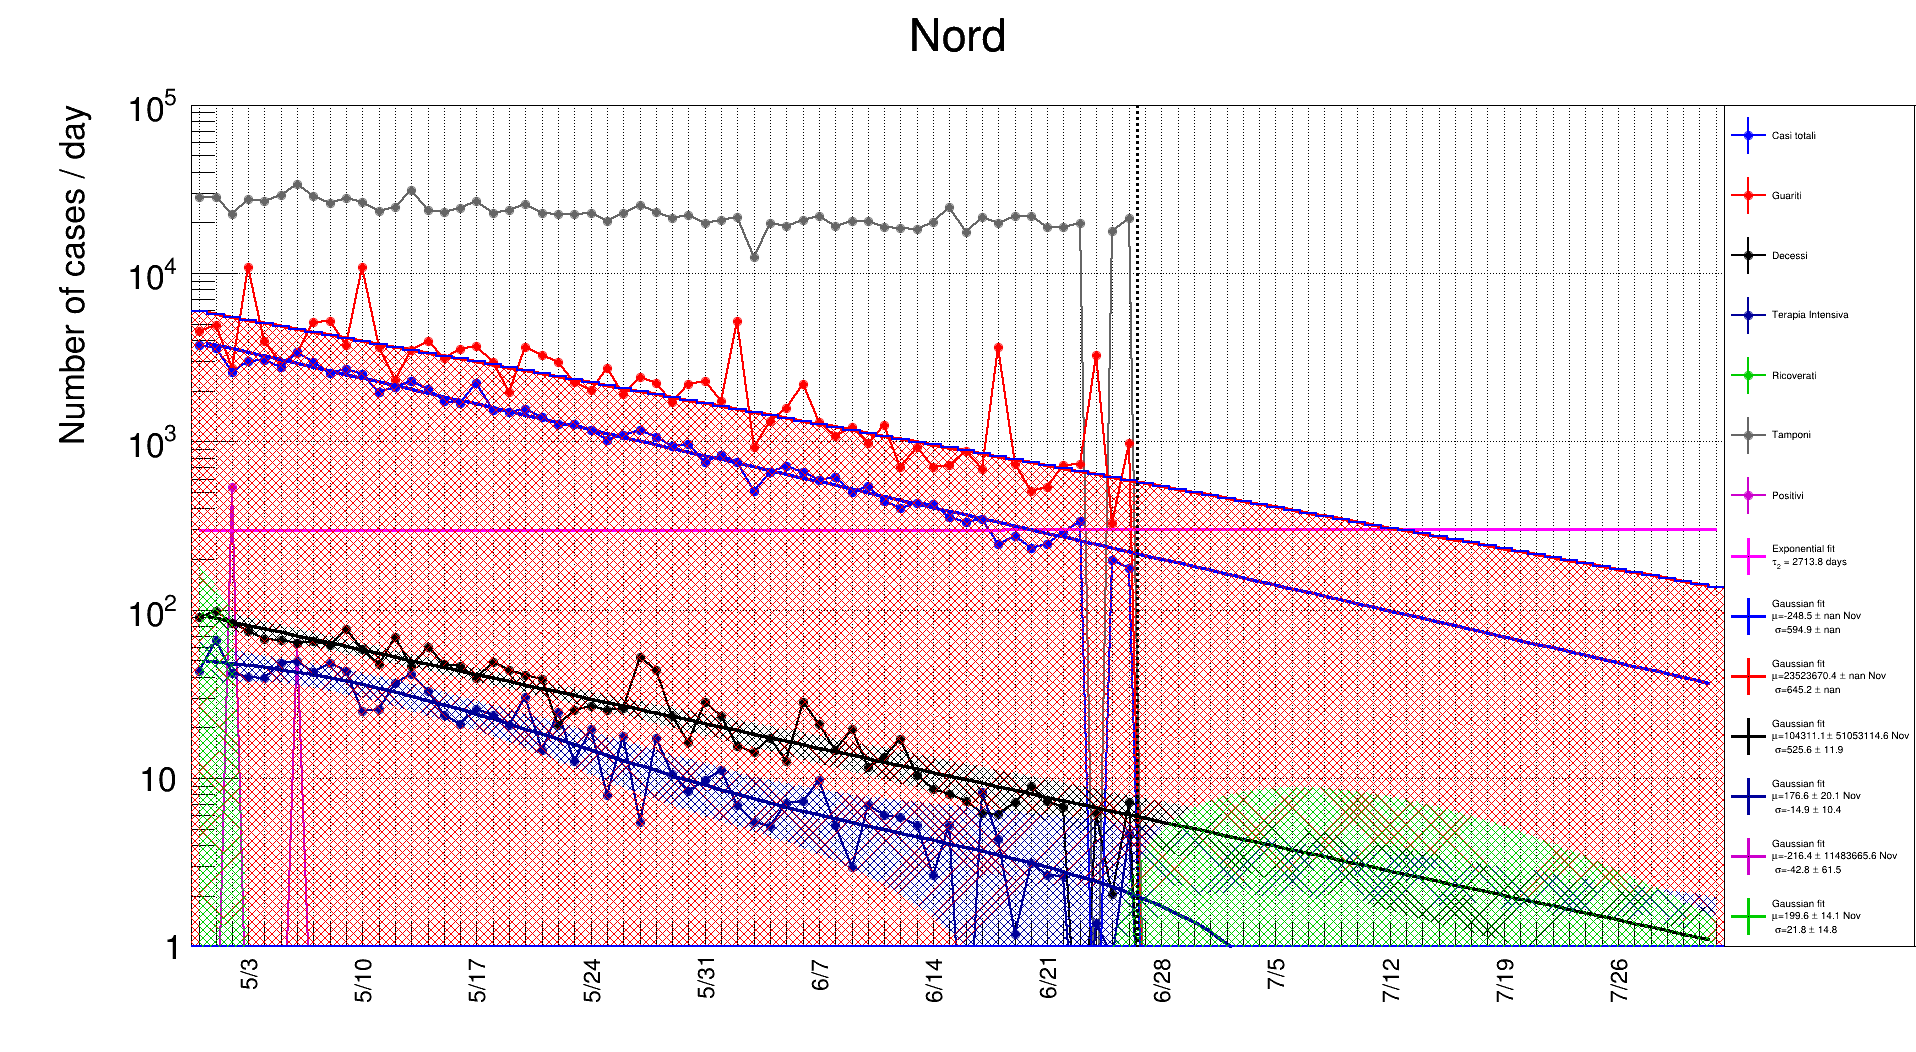 Nord
Number of cases / day
10^5
10^4
10^3
10^2
10
1
5/3
5/10
5/17
5/24
5/31
6/7
6/14
6/21
6/28
7/5
7/12
7/19
7/26
Casi totali
Guariti
Decessi
Terapia Intensiva
Ricoverati
Tamponi
Positivi
Exponential fit
τ₂ = 2713.8 days
Gaussian fit
μ=-248.5 ± nan Nov
σ=594.9 ± nan
Gaussian fit
μ=23523670.4 ± nan Nov
σ=645.2 ± nan
Gaussian fit
μ=104311.1 ± 51053114.6 Nov
σ=525.6 ± 11.9
Gaussian fit
μ=176.6 ± 20.1 Nov
σ=-14.9 ± 10.4
Gaussian fit
μ=-216.4 ± 11483665.6 Nov
σ=-42.8 ± 61.5
Gaussian fit
μ=199.6 ± 14.1 Nov
σ=21.8 ± 14.8